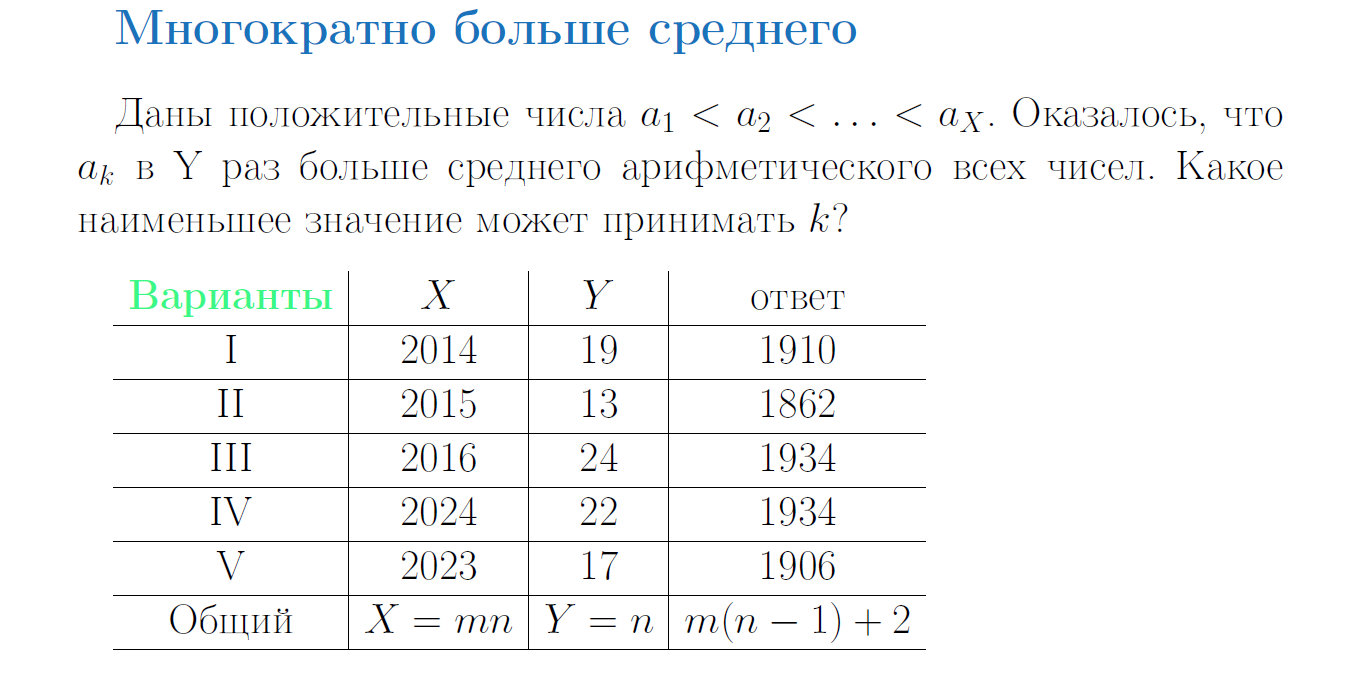 Многократно больше среднего
Даны положительные числа a₁ < a₂ < . . . < a_X. Оказалось, что
a_k в Y раз больше среднего арифметического всех чисел. Какое
наименьшее значение может принимать k?
Варианты X Y ответ
I 2014 19 1910
II 2015 13 1862
III 2016 24 1934
IV 2024 22 1934
V 2023 17 1906
Общий X = mn Y = n m(n − 1) + 2